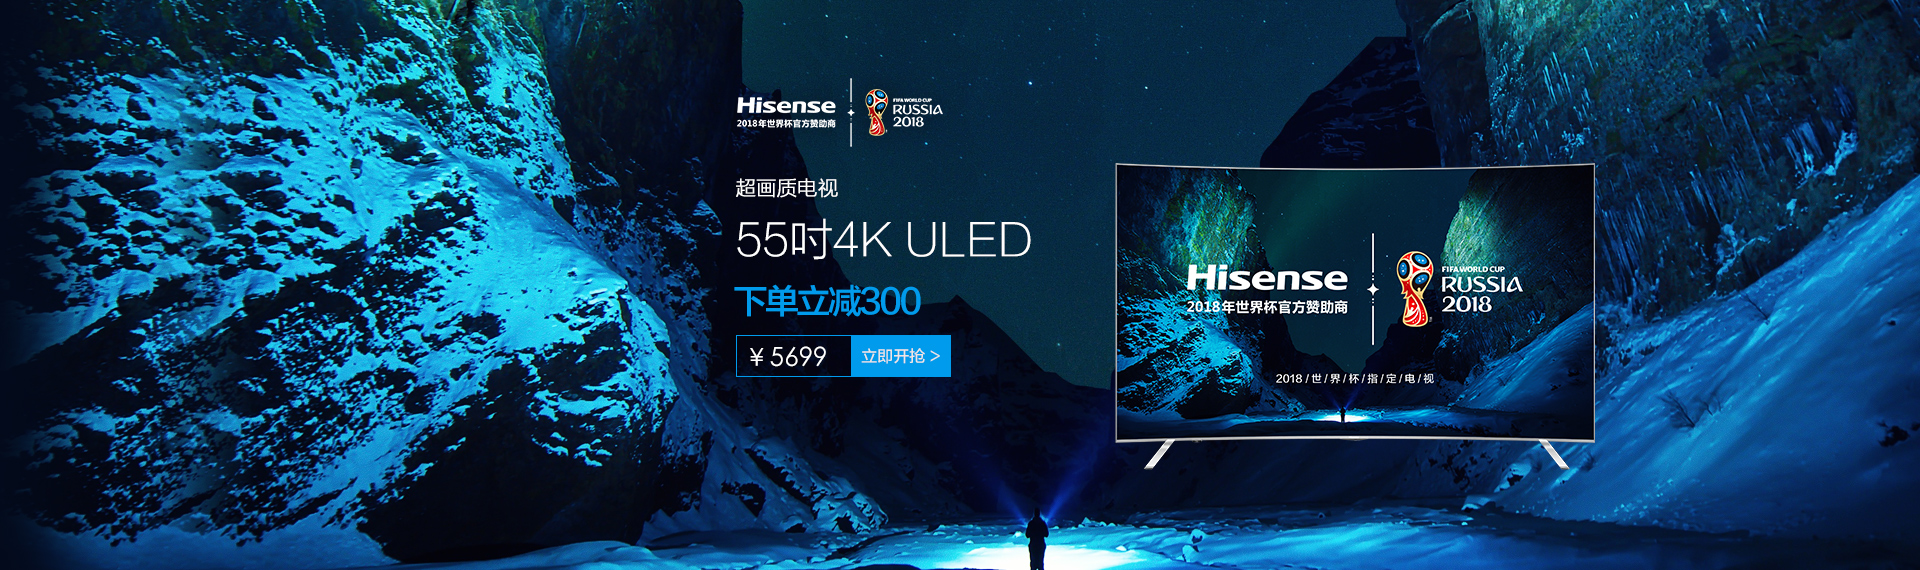 Hisense
2018年世界杯官方赞助商
FIFA WORLD CUP
RUSSIA
2018
超画质电视
55吋4K ULED
下单立减300
¥ 5699
立即开抢 >
Hisense
2018年世界杯官方赞助商
FIFA WORLD CUP
RUSSIA
2018
2018/世/界/杯/指/定/电/视